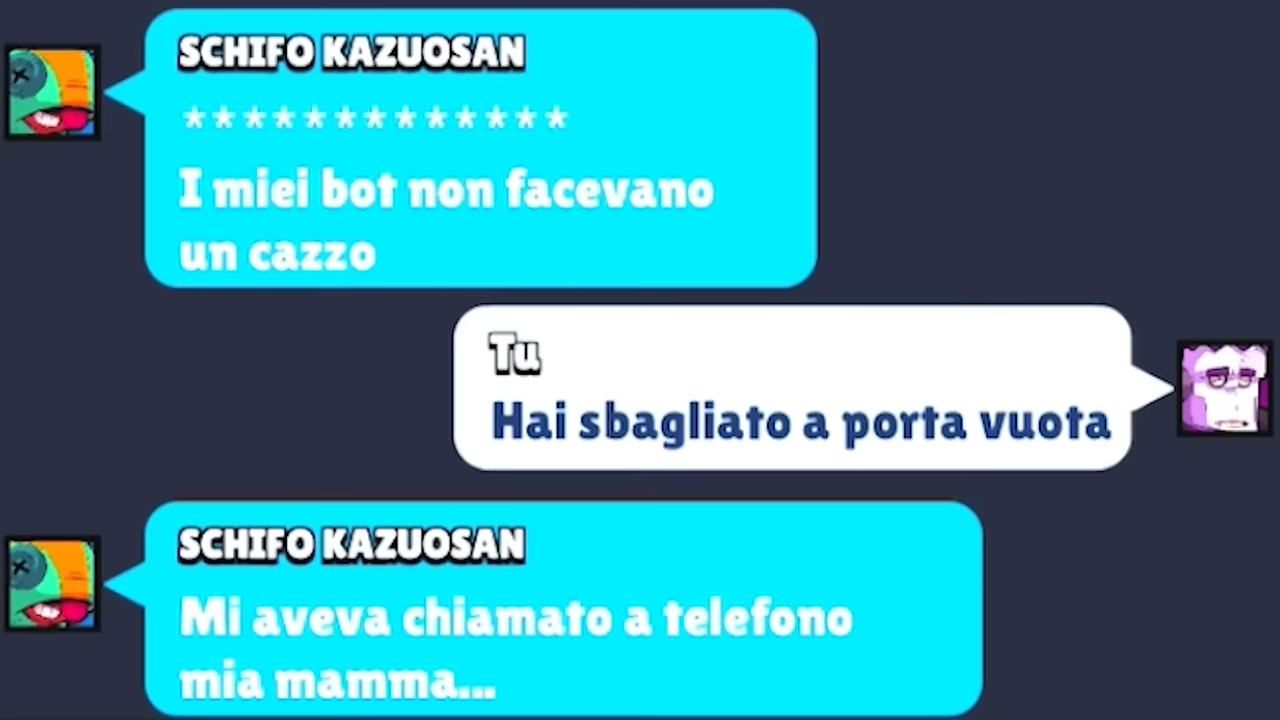 SCHIFO KAZUOSAN
*************
I miei bot non facevano
un cazzo
Tu
Hai sbagliato a porta vuota
SCHIFO KAZUOSAN
Mi aveva chiamato a telefono
mia mamma...